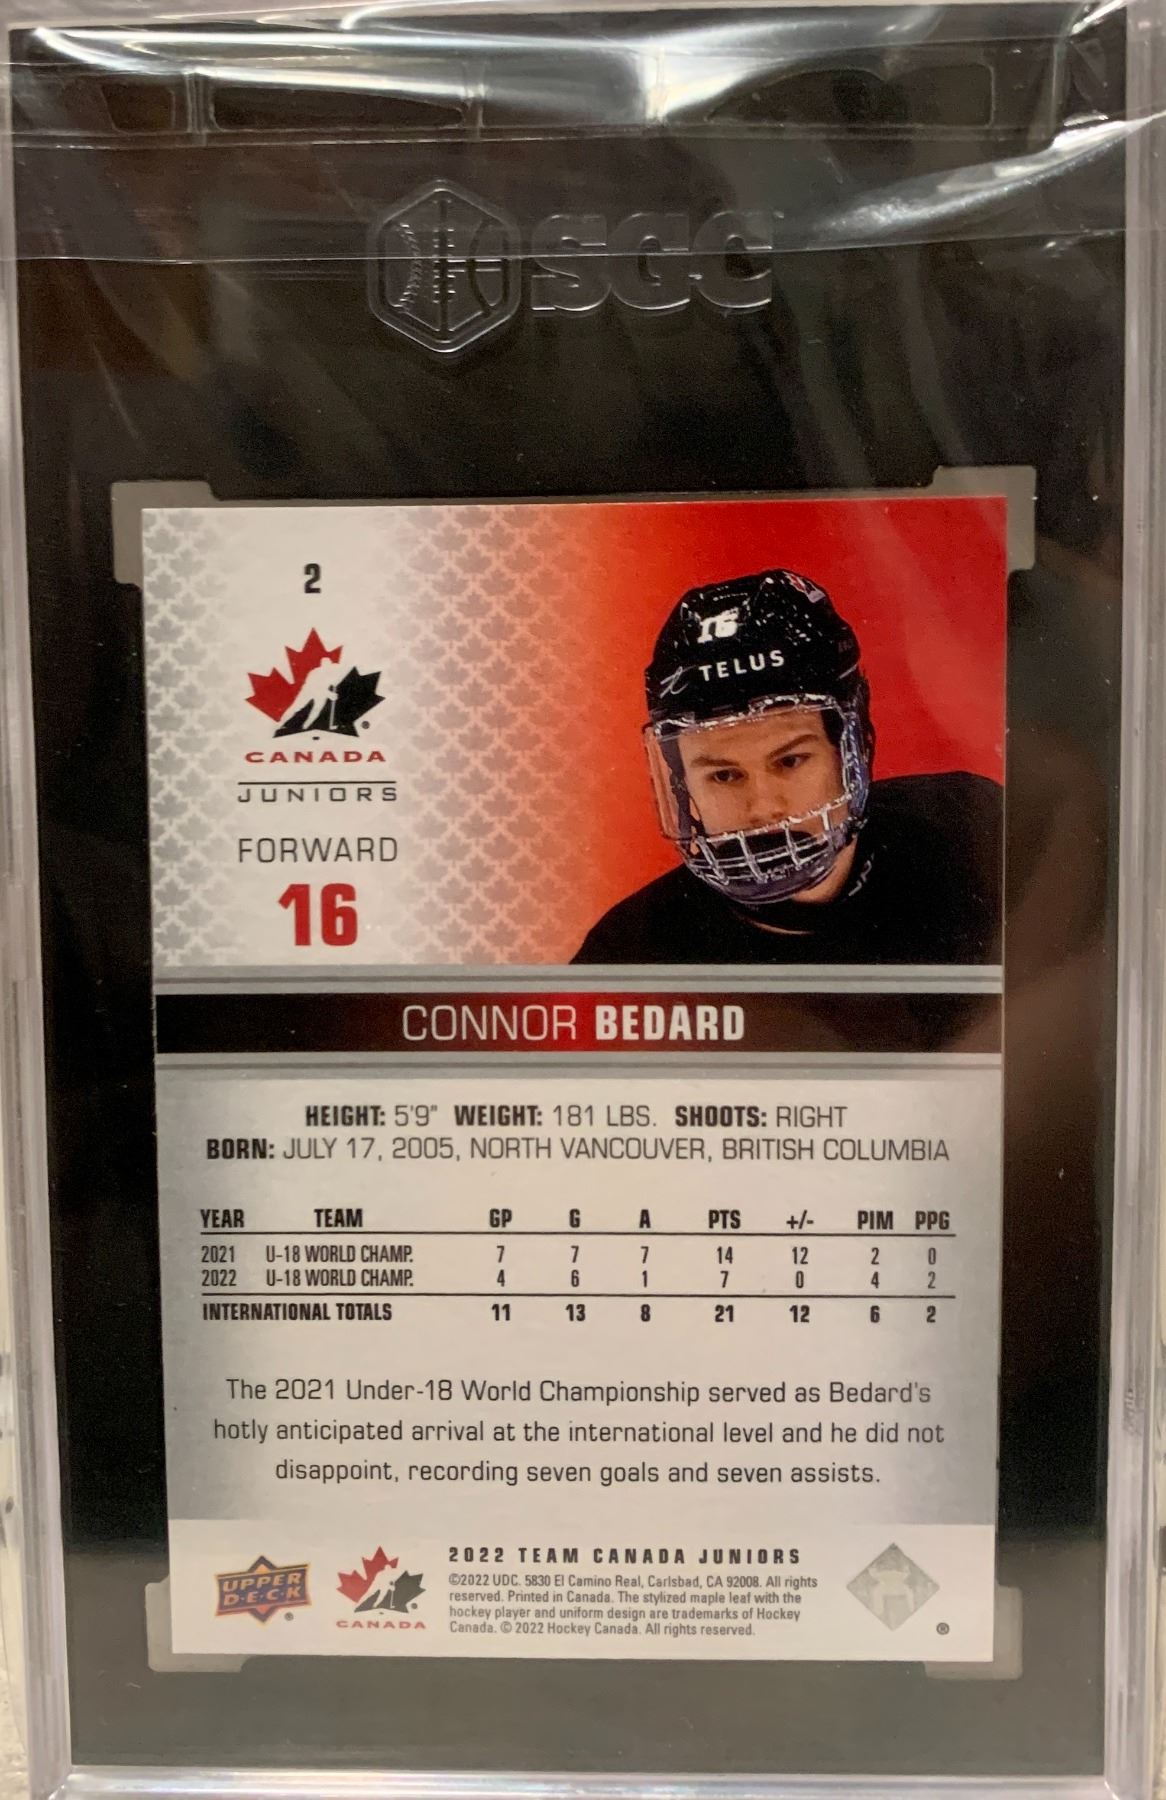 SGC
2
CANADA
JUNIORS
FORWARD
16
16
TELUS
CONNOR BEDARD
HEIGHT: 5'9" WEIGHT: 181 LBS. SHOOTS: RIGHT
BORN: JULY 17, 2005, NORTH VANCOUVER, BRITISH COLUMBIA
YEAR TEAM GP G A PTS +/- PIM PPG
2021 U-18 WORLD CHAMP. 7 7 7 14 12 2 0
2022 U-18 WORLD CHAMP. 4 6 1 7 0 4 2
INTERNATIONAL TOTALS 11 13 8 21 12 6 2
The 2021 Under-18 World Championship served as Bedard's
hotly anticipated arrival at the international level and he did not
disappoint, recording seven goals and seven assists.
UPPER
D·E·C·K
®
CANADA
2022 TEAM CANADA JUNIORS
©2022 UDC. 5830 El Camino Real, Carlsbad, CA 92008. All rights
reserved. Printed in Canada. The stylized maple leaf with the
hockey player and uniform design are trademarks of Hockey
Canada. © 2022 Hockey Canada. All rights reserved.
®